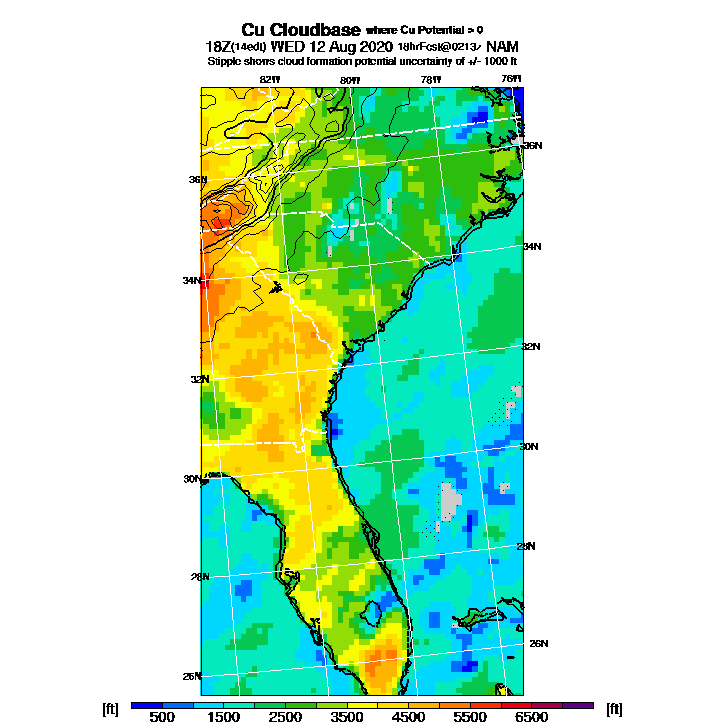 Cu Cloudbase where Cu Potential > 0
18Z(14edt) WED 12 Aug 2020 18hrFcst@0213z NAM
Stipple shows cloud formation potential uncertainty of +/- 1000 ft
82W 80W 78W 76W
36N 36N
34N 34N
32N 32N
30N 30N
28N 28N
26N 26N
[ft] 500 1500 2500 3500 4500 5500 6500 [ft]